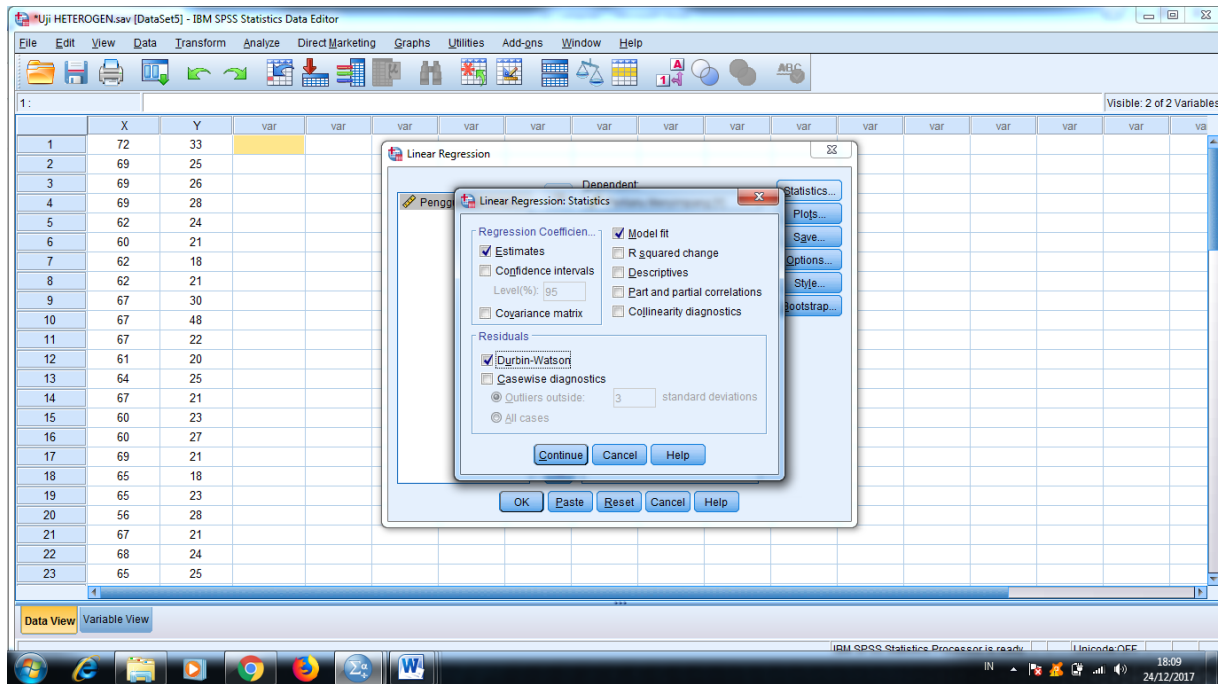 *Uji HETEROGEN.sav [DataSet5] - IBM SPSS Statistics Data Editor
File Edit View Data Transform Analyze Direct Marketing Graphs Utilities Add-ons Window Help
1 :
Visible: 2 of 2 Variables
X Y var var var var var var var var var var var var var var va
1 72 33
2 69 25
3 69 26
4 69 28
5 62 24
6 60 21
7 62 18
8 62 21
9 67 30
10 67 48
11 67 22
12 61 20
13 64 25
14 67 21
15 60 23
16 60 27
17 69 21
18 65 18
19 65 23
20 56 28
21 67 21
22 68 24
23 65 25
Linear Regression
Dependent:
Statistics...
Plots...
Save...
Options...
Style...
Bootstrap...
OK Paste Reset Cancel Help
Linear Regression: Statistics
Regression Coefficien...
Estimates
Confidence intervals
Level(%): 95
Covariance matrix
Model fit
R squared change
Descriptives
Part and partial correlations
Collinearity diagnostics
Residuals
Durbin-Watson
Casewise diagnostics
Outliers outside: 3 standard deviations
All cases
Continue Cancel Help
Data View Variable View
IBM SPSS Statistics Processor is ready Unicode:OFF
IN 18:09
24/12/2017